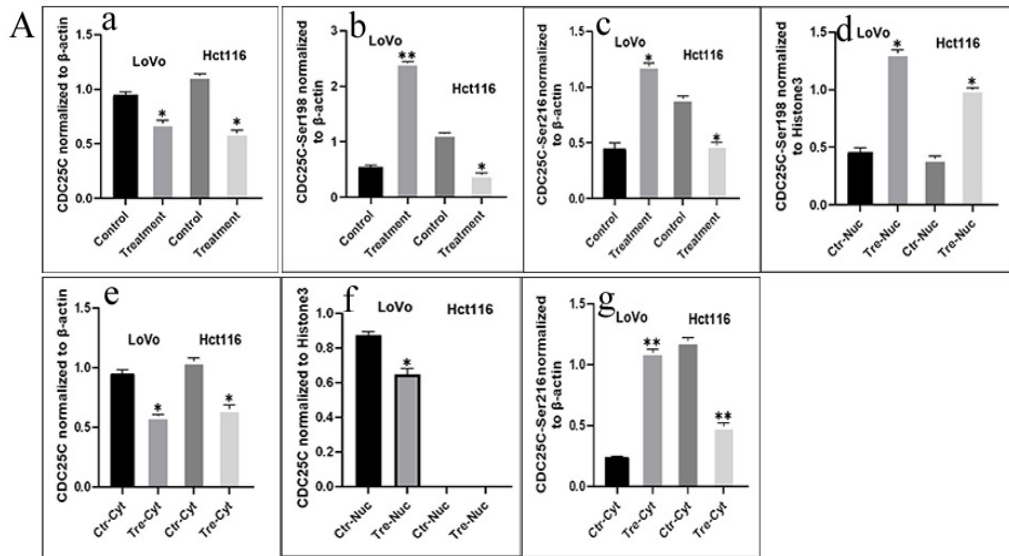 A
a
CDC25C normalized to β-actin
1.5
1.0
0.5
0.0
LoVo
Hct116
*
*
Control
Treatment
Control
Treatment
b
CDC25C-Ser198 normalized
to β-actin
3
2
1
0
LoVo
Hct116
**
*
Control
Treatment
Control
Treatment
c
CDC25C-Ser216 normalized
to β-actin
1.5
1.0
0.5
0.0
LoVo
Hct116
*
*
Control
Treatment
Control
Treatment
d
CDC25C-Ser198 normalized
to Histone3
1.5
1.0
0.5
0.0
LoVo
Hct116
*
*
Ctr-Nuc
Tre-Nuc
Ctr-Nuc
Tre-Nuc
e
CDC25C normalized to β-actin
1.5
1.0
0.5
0.0
LoVo
Hct116
*
*
Ctr-Cyt
Tre-Cyt
Ctr-Cyt
Tre-Cyt
f
CDC25C normalized to Histone3
1.0
0.8
0.6
0.4
0.2
0.0
LoVo
Hct116
*
Ctr-Nuc
Tre-Nuc
Ctr-Nuc
Tre-Nuc
g
CDC25C-Ser216 normalized
to β-actin
1.5
1.0
0.5
0.0
LoVo
Hct116
**
**
Ctr-Cyt
Tre-Cyt
Ctr-Cyt
Tre-Cyt